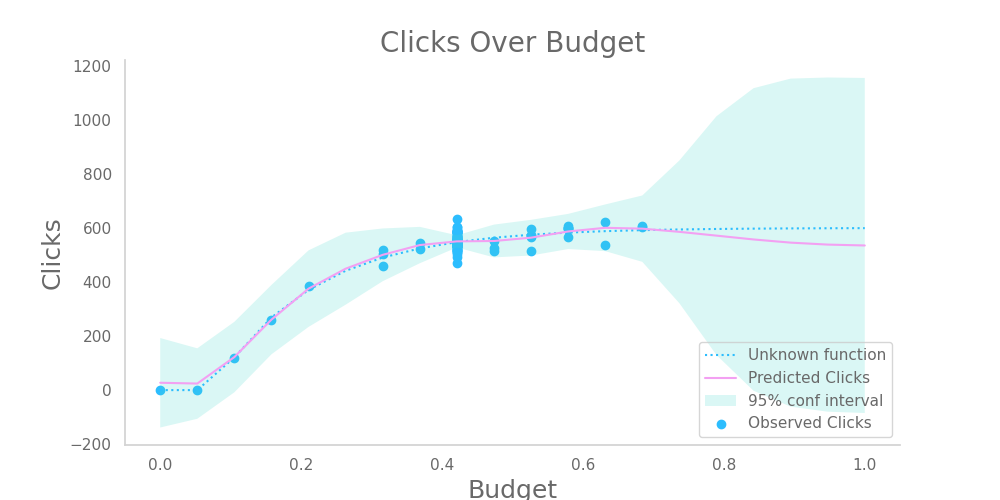 Clicks Over Budget
Clicks
1200
1000
800
600
400
200
0
−200
0.0 0.2 0.4 0.6 0.8 1.0
Budget
Unknown function
Predicted Clicks
95% conf interval
Observed Clicks